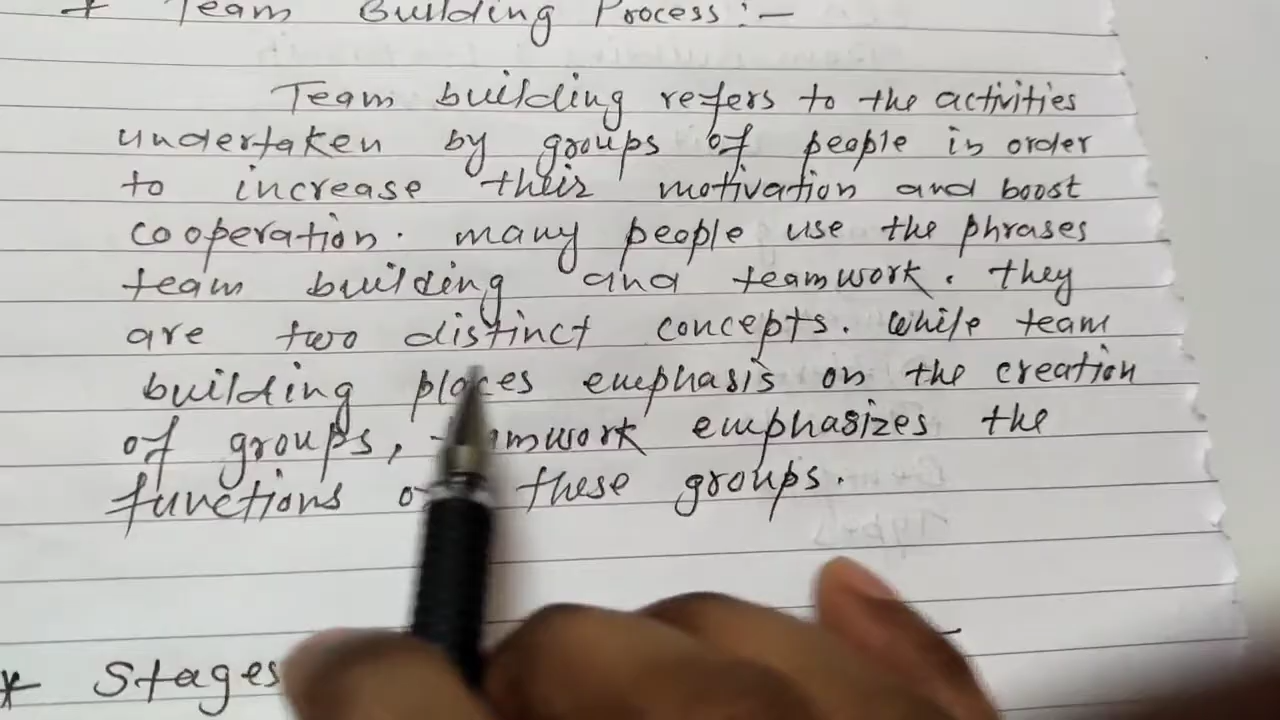 * Team Building Process:-
Team building refers to the activities
undertaken by groups of people in order
to increase their motivation and boost
cooperation. many people use the phrases
team building and teamwork. they
are two distinct concepts. While team
building places emphasis on the creation
of groups, teamwork emphasizes the
functions of these groups.
* Stages